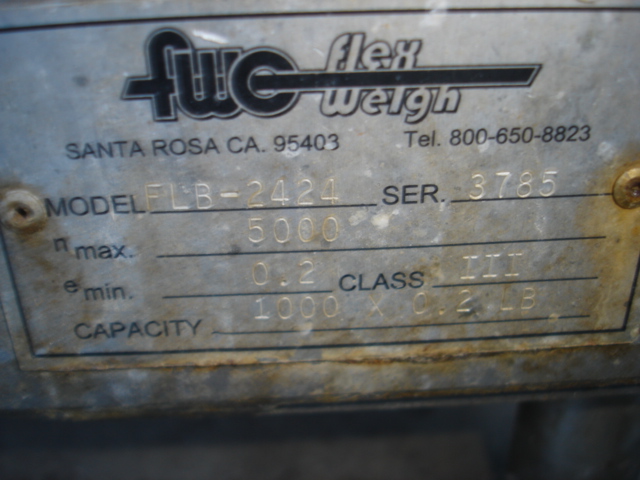 fwc flex weigh
SANTA ROSA CA. 95403 Tel. 800-650-8823
MODEL FLB-2424 SER. 3785
n max. 5000
e min. 0.2 CLASS III
CAPACITY 1000 X 0.2 LB